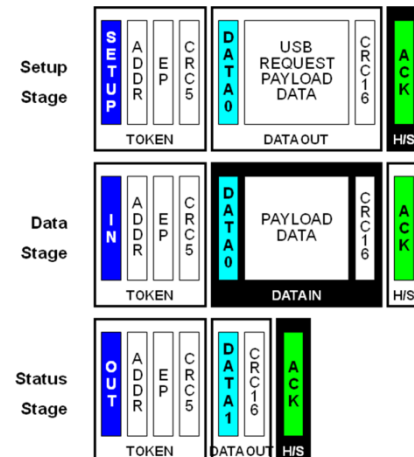 Setup
Stage
SETUP
ADDR
EP
CRC5
TOKEN
DATA0
USB
REQUEST
PAYLOAD
DATA
CRC16
DATA OUT
ACK
H/S
Data
Stage
IN
ADDR
EP
CRC5
TOKEN
DATA0
PAYLOAD
DATA
CRC16
DATA IN
ACK
H/S
Status
Stage
OUT
ADDR
EP
CRC5
TOKEN
DATA1
CRC16
DATA OUT
ACK
H/S